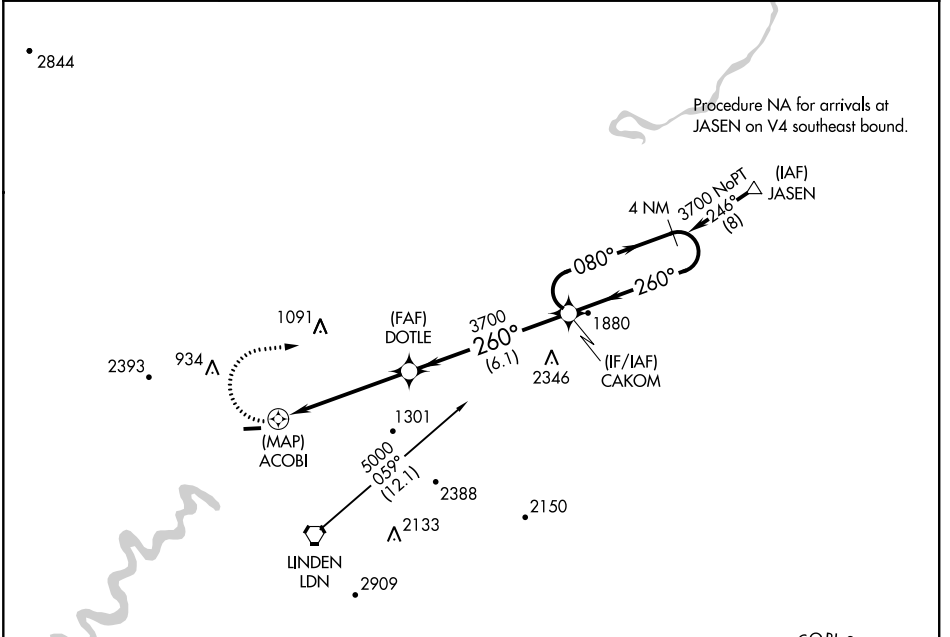 2844
Procedure NA for arrivals at
JASEN on V4 southeast bound.
(IAF)
JASEN
3700 NoPT
246°
(8)
4 NM
080°
260°
1091
(FAF)
DOTLE
3700
260°
(6.1)
1880
2393
934
2346
(IF/IAF)
CAKOM
1301
(MAP)
ACOBI
5000
059°
(12.1)
2388
2150
2133
LINDEN
LDN
2909